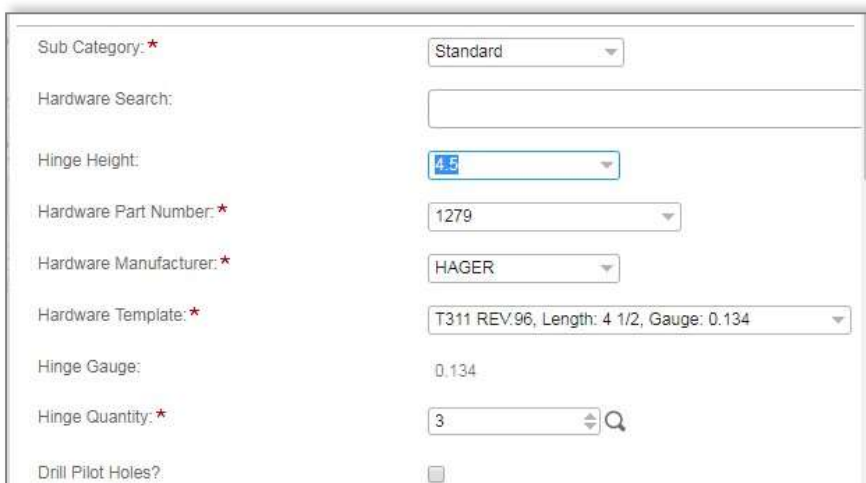 Sub Category: * Standard
Hardware Search:
Hinge Height: 4.5
Hardware Part Number: * 1279
Hardware Manufacturer: * HAGER
Hardware Template: * T311 REV.96, Length: 4 1/2, Gauge: 0.134
Hinge Gauge: 0.134
Hinge Quantity: * 3
Drill Pilot Holes?